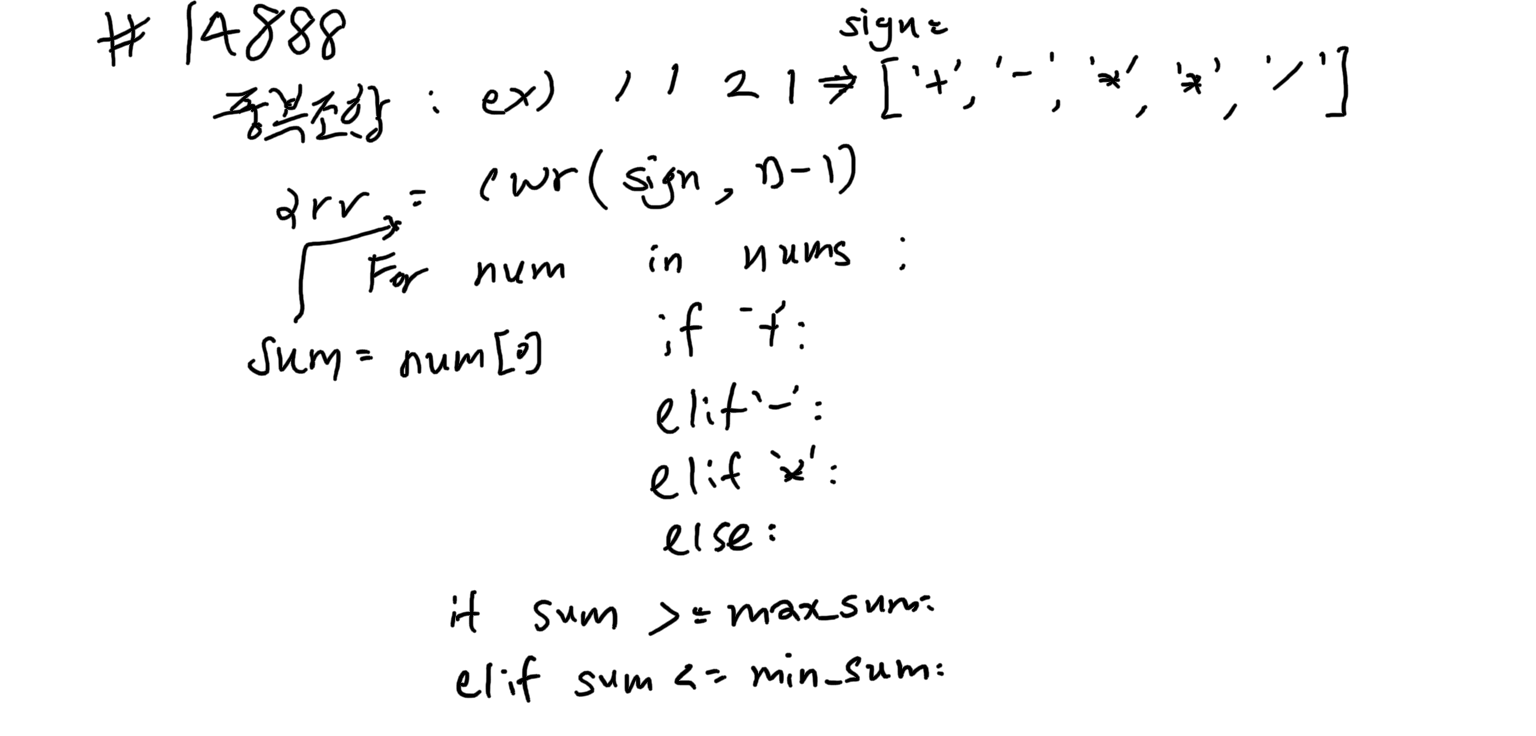 # 14888
sign=
중복조합 : ex) 1 1 2 1 ⇒ ['+', '-', '*', '*', '/']
arr = cwr(sign, n-1)
For num in nums :
sum = num[0]
if '+':
elif '-':
elif '*':
else:
if sum >= max_sum:
elif sum <= min_sum: